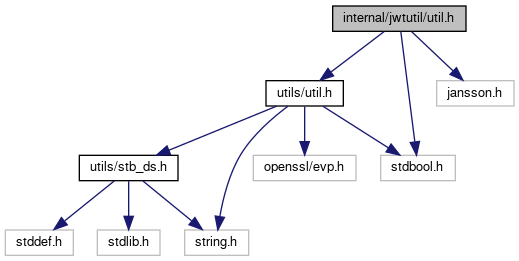 internal/jwtutil/util.h
utils/util.h
jansson.h
utils/stb_ds.h
openssl/evp.h
stdbool.h
stddef.h
stdlib.h
string.h